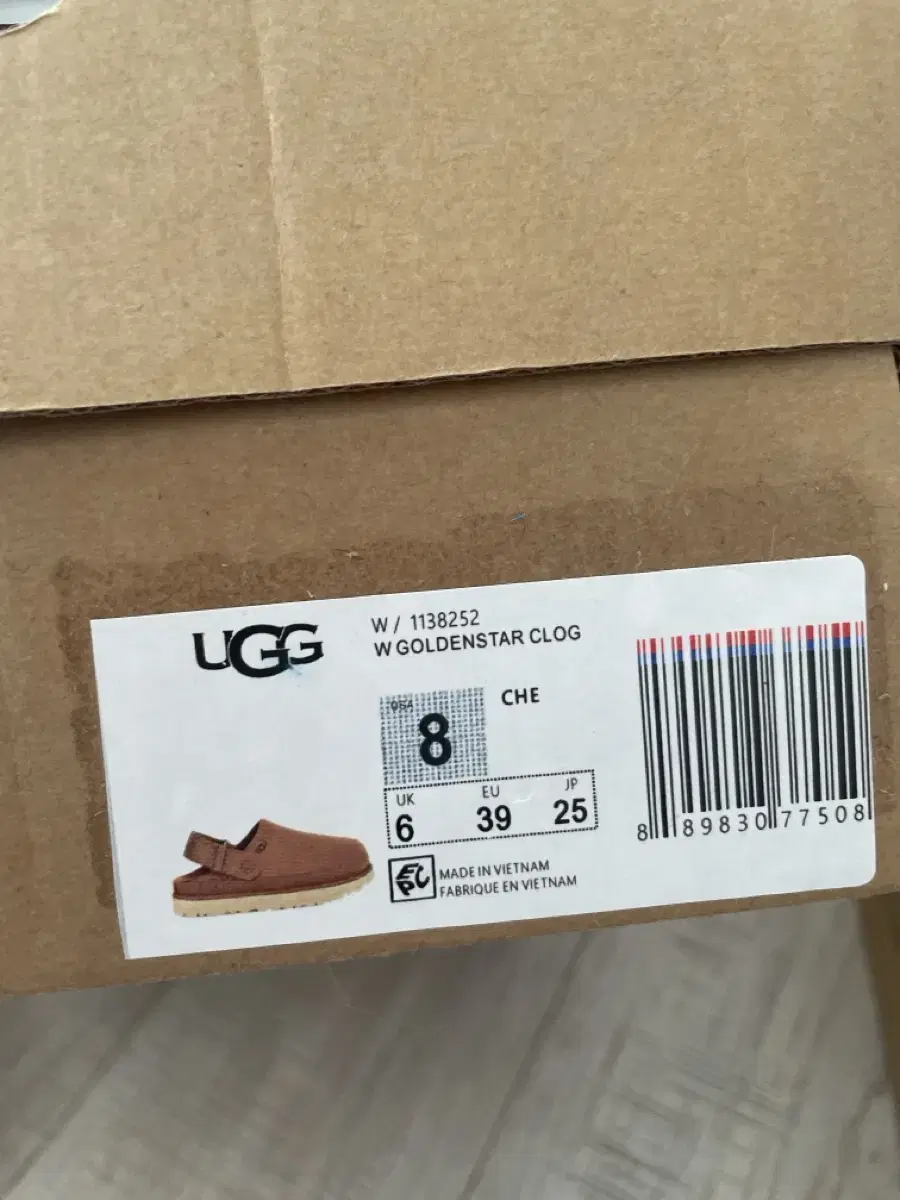 UGG
W / 1138252
W GOLDENSTAR CLOG
USA
8
CHE
UK EU JP
6 39 25
MADE IN VIETNAM
FABRIQUE EN VIETNAM
8 89830 77508